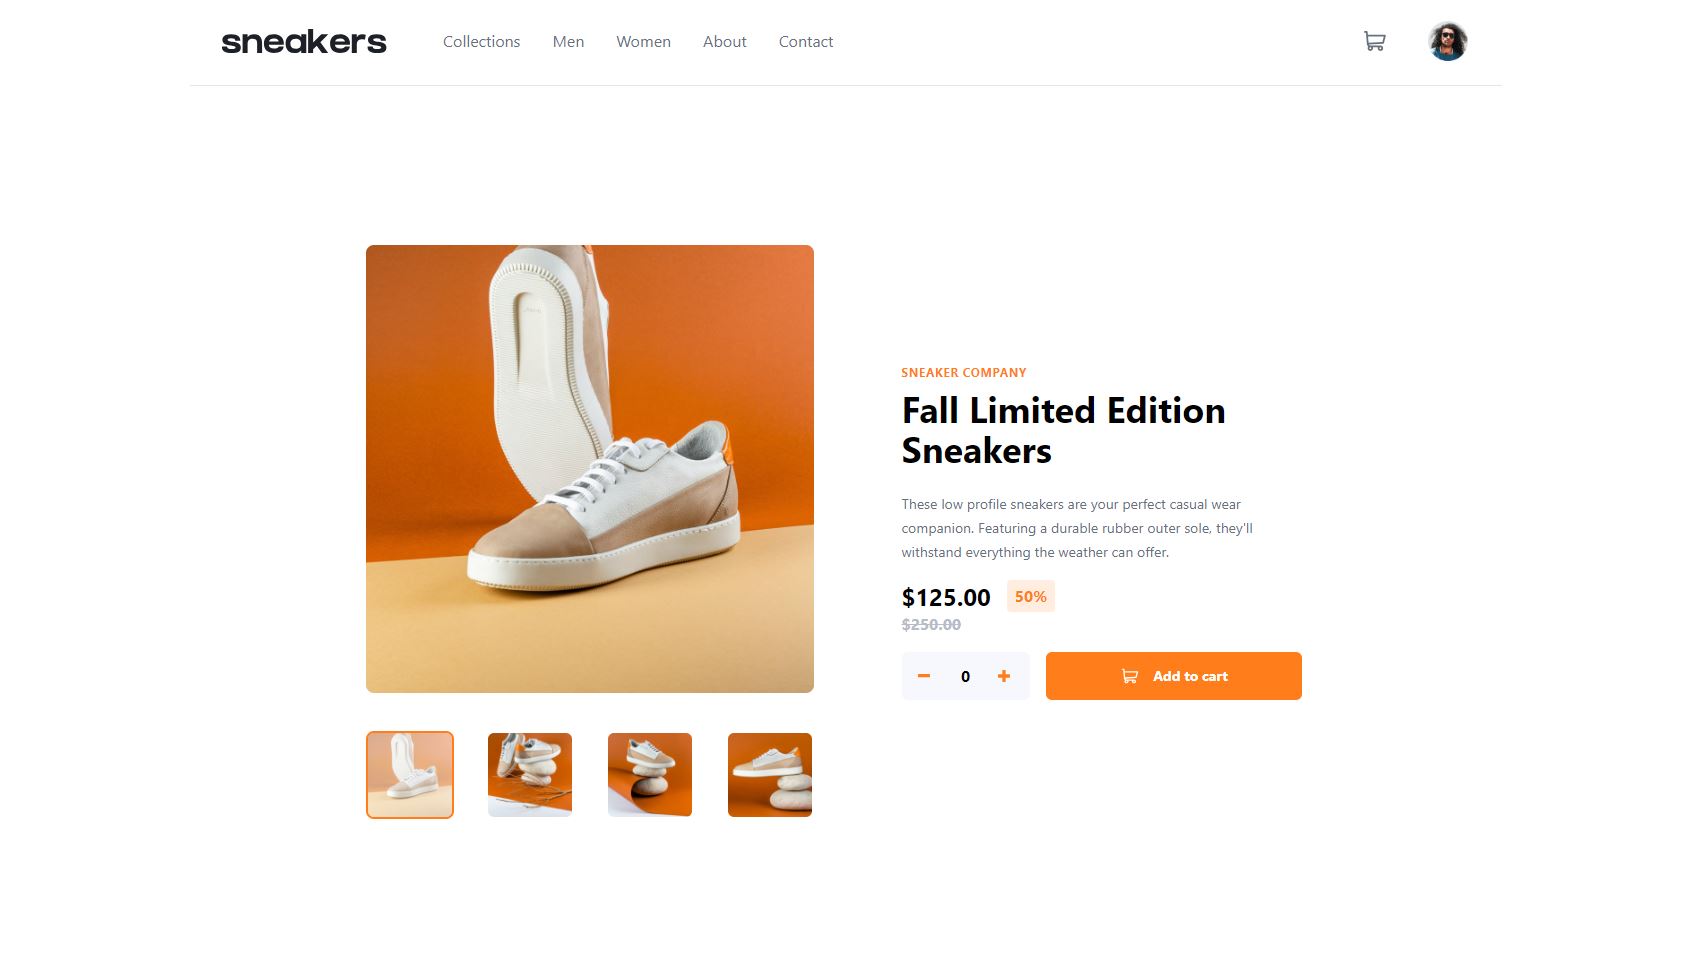 sneakers
Collections Men Women About Contact
SNEAKER COMPANY
Fall Limited Edition
Sneakers
These low profile sneakers are your perfect casual wear
companion. Featuring a durable rubber outer sole, they'll
withstand everything the weather can offer.
$125.00 50%
$250.00
0 Add to cart